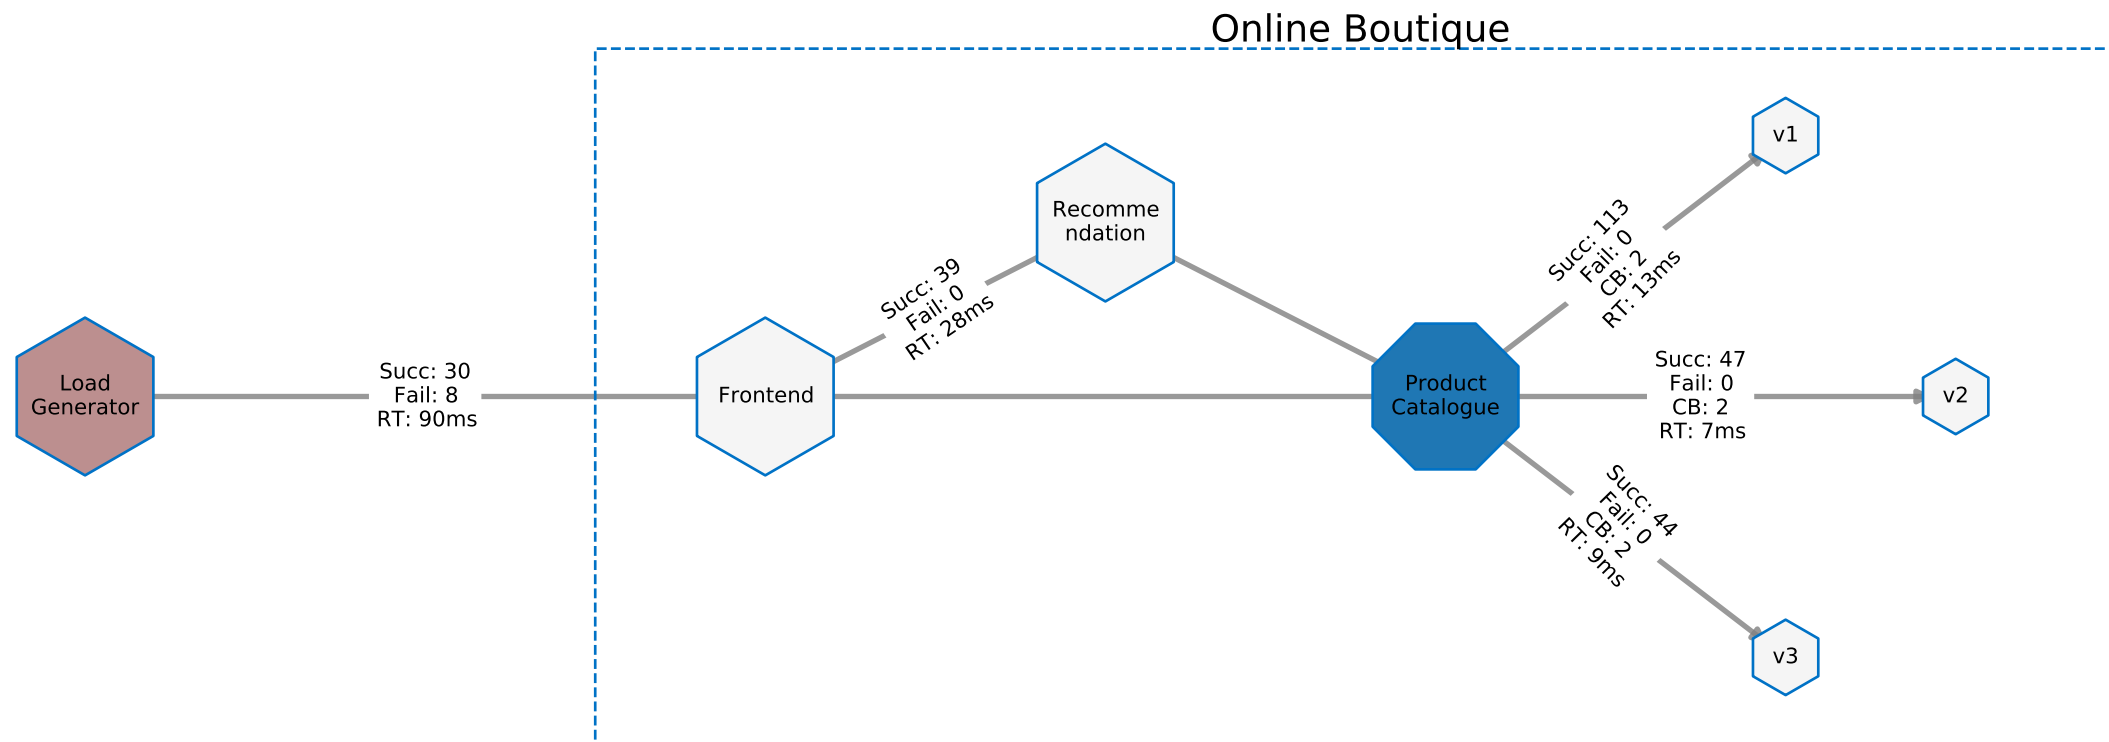 Online Boutique
Load
Generator
Succ: 30
Fail: 8
RT: 90ms
Frontend
Succ: 39
Fail: 0
RT: 28ms
Recomme
ndation
Product
Catalogue
Succ: 113
Fail: 0
CB: 2
RT: 13ms
v1
Succ: 47
Fail: 0
CB: 2
RT: 7ms
v2
Succ: 44
Fail: 0
CB: 2
RT: 9ms
v3